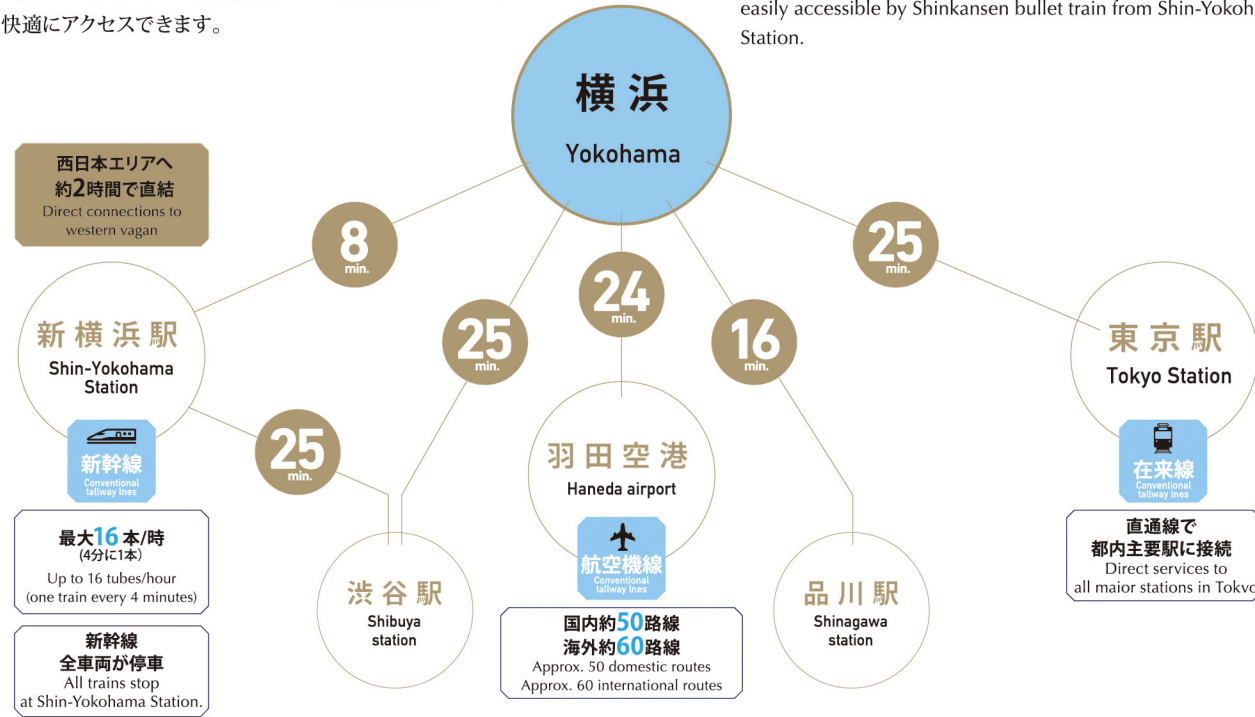 快適にアクセスできます。
easily accessible by Shinkansen bullet train from Shin-Yokoh
Station.
横浜
Yokohama
西日本エリアへ
約2時間で直結
Direct connections to
western vagan
8
min.
25
min.
24
min.
16
min.
25
min.
新横浜駅
Shin-Yokohama
Station
新幹線
Conventional
tallway lnes
最大16本/時
(4分に1本)
Up to 16 tubes/hour
(one train every 4 minutes)
新幹線
全車両が停車
All trains stop
at Shin-Yokohama Station.
25
min.
渋谷駅
Shibuya
station
羽田空港
Haneda airport
航空機線
Conventional
tallway lnes
国内約50路線
海外約60路線
Approx. 50 domestic routes
Approx. 60 international routes
品川駅
Shinagawa
station
東京駅
Tokyo Station
在来線
Conventional
tallway lnes
直通線で
都内主要駅に接続
Direct services to
all maior stations in Tokvo